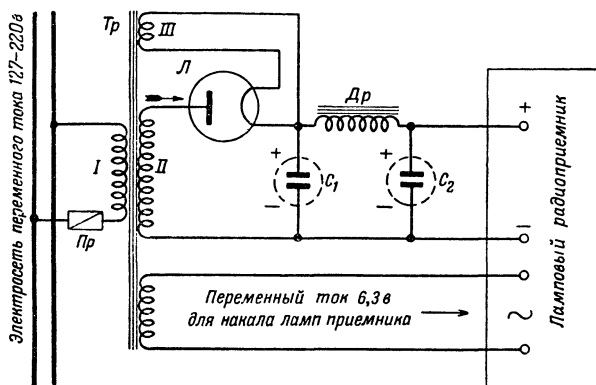 Электросеть переменного тока 127–220в
Тр
III
Л
I
II
Пр
Др
+
C₁
–
+
C₂
–
+
–
Переменный ток 6,3 в
для накала ламп приемника
~
Ламповый радиоприемник